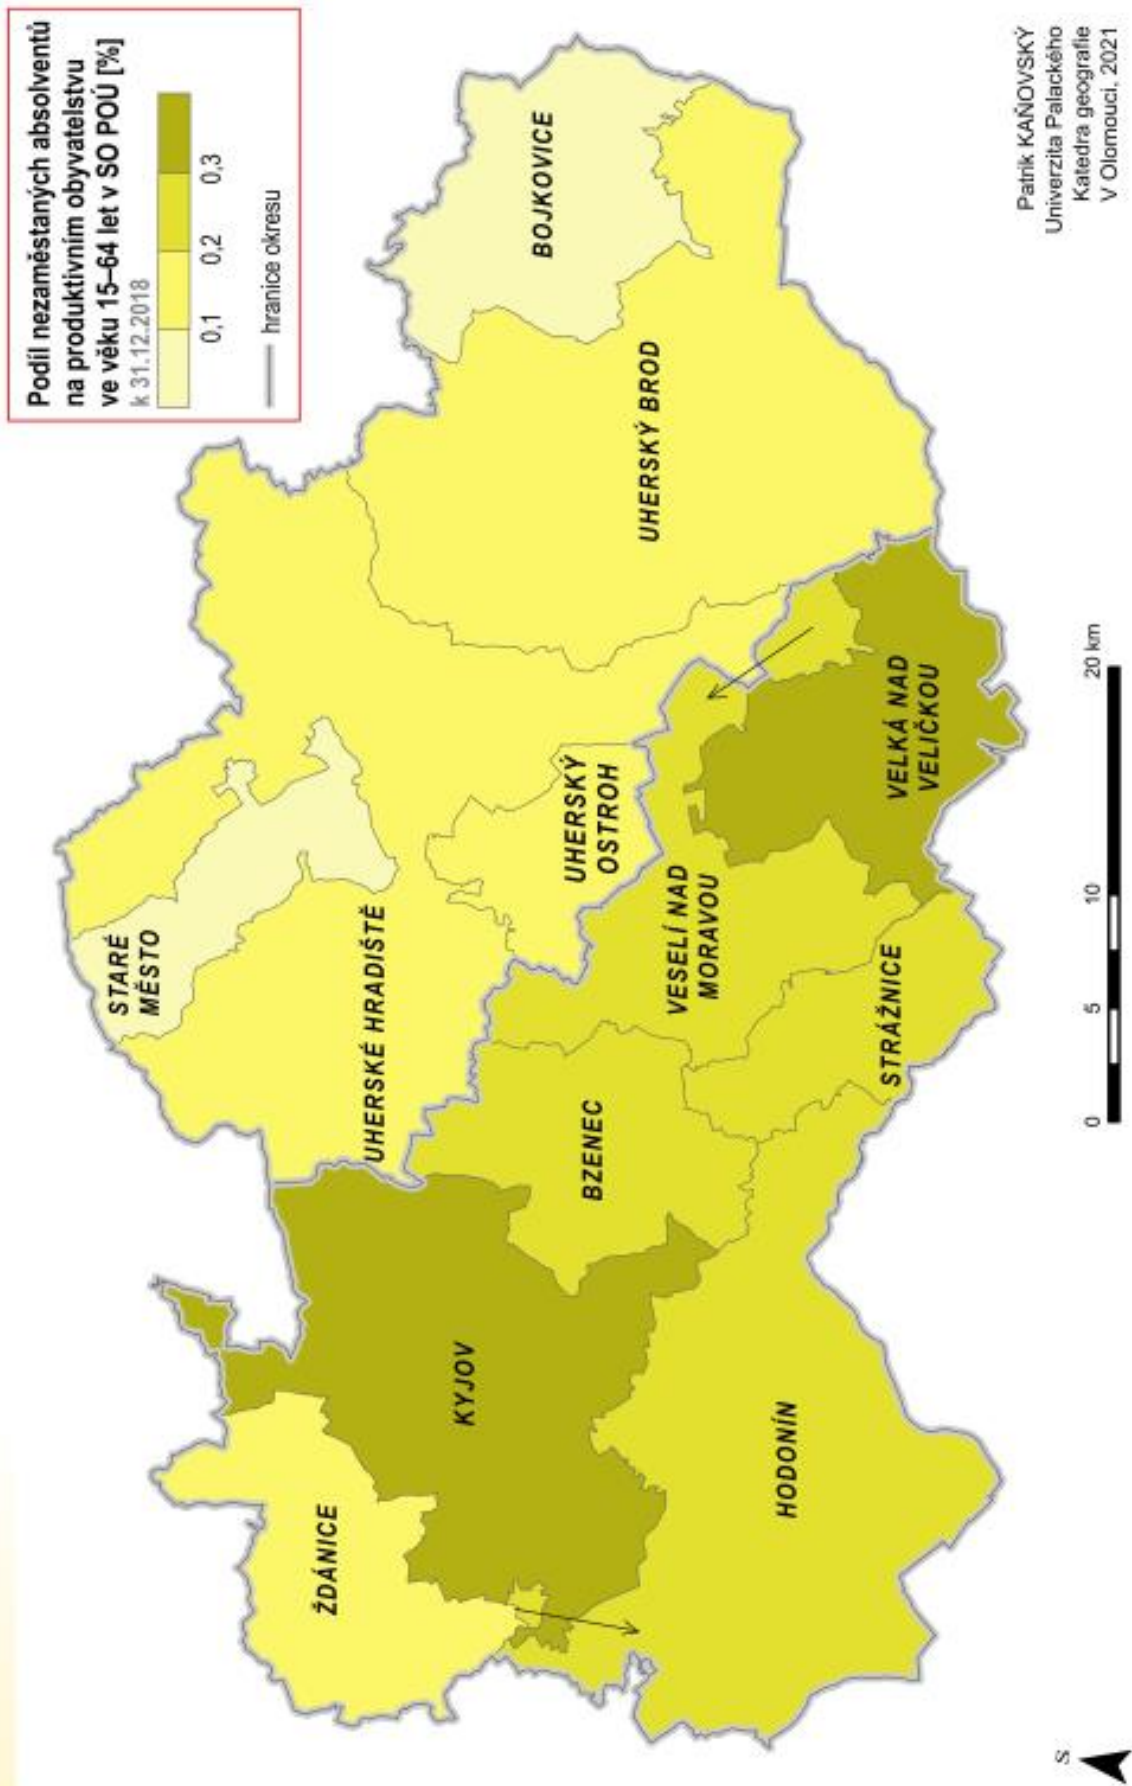 Podíl nezaměstaných absolventů
na produktivním obyvatelstvu
ve věku 15–64 let v SO POÚ [%]
k 31.12.2018
0,1
0,2
0,3
hranice okresu
ŽDÁNICE
KYJOV
HODONÍN
BZENEC
STRÁŽNICE
VESELÍ NAD
MORAVOU
VELKÁ NAD
VELIČKOU
STARÉ
MĚSTO
UHERSKÉ HRADIŠTĚ
UHERSKÝ
OSTROH
UHERSKÝ BROD
BOJKOVICE
S
0
5
10
20 km
Patrik KAŇOVSKÝ
Univerzita Palackého
Katedra geografie
V Olomouci, 2021